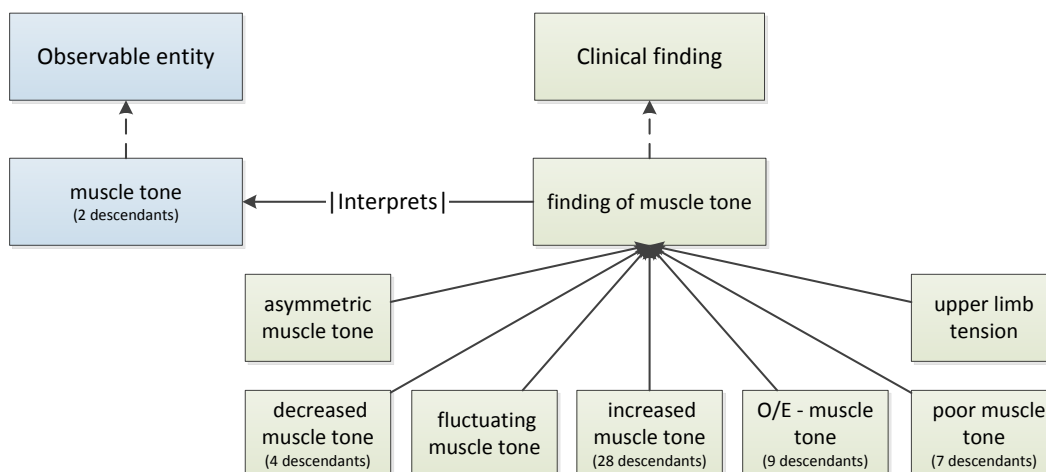 Observable entity
Clinical finding
muscle tone
(2 descendants)
|Interprets|
finding of muscle tone
asymmetric
muscle tone
upper limb
tension
decreased
muscle tone
(4 descendants)
fluctuating
muscle tone
increased
muscle tone
(28 descendants)
O/E - muscle
tone
(9 descendants)
poor muscle
tone
(7 descendants)